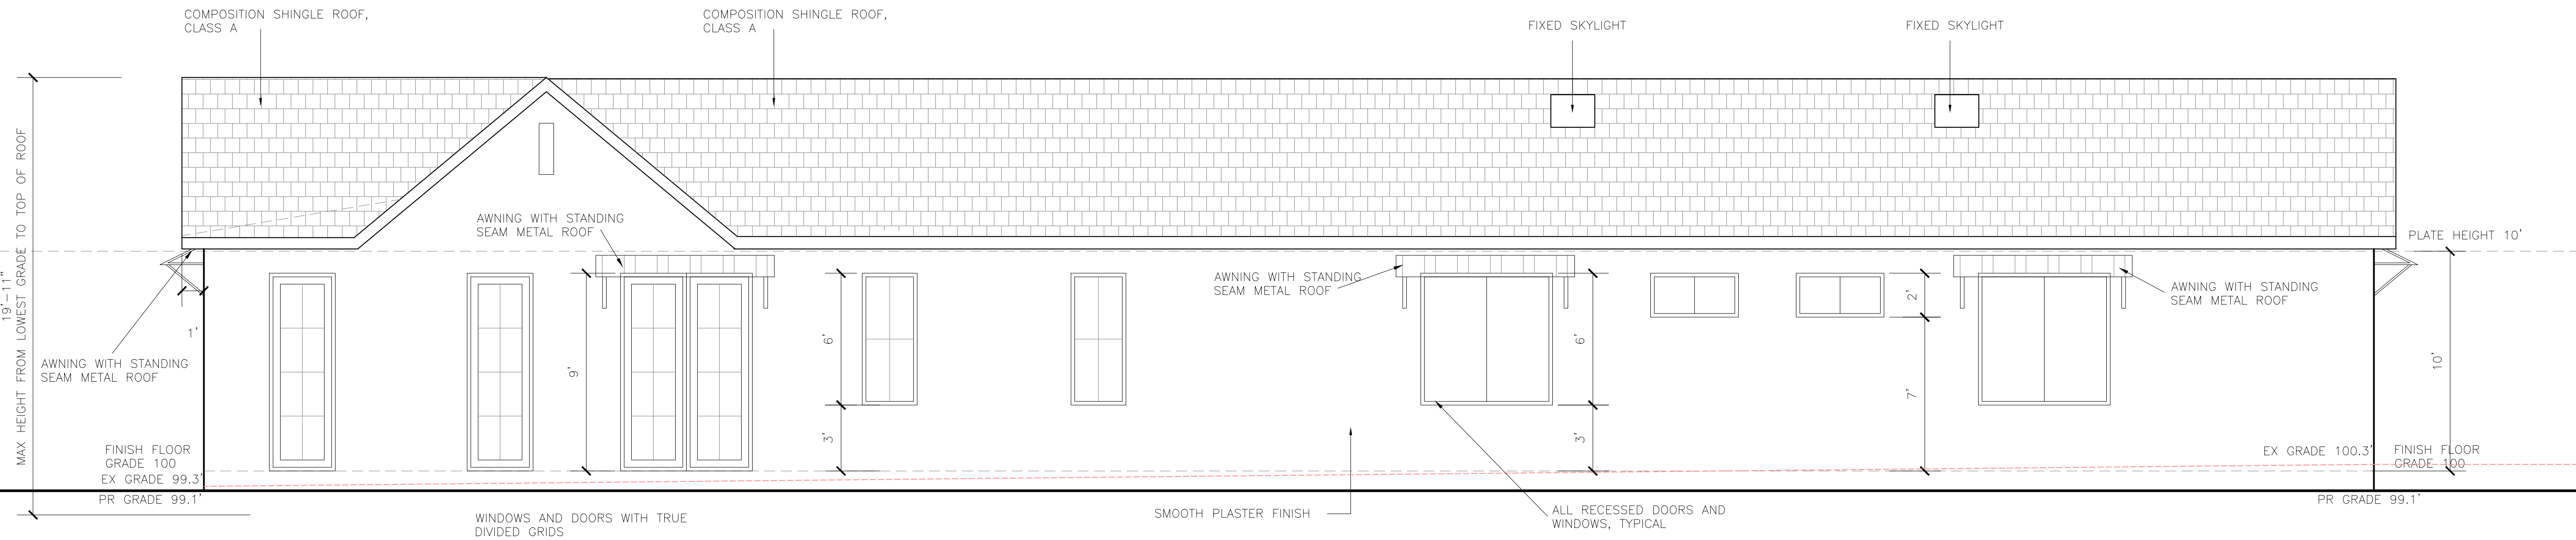 COMPOSITION SHINGLE ROOF,
CLASS A
COMPOSITION SHINGLE ROOF,
CLASS A
FIXED SKYLIGHT
FIXED SKYLIGHT
19'-11"
MAX HEIGHT FROM LOWEST GRADE TO TOP OF ROOF
AWNING WITH STANDING
SEAM METAL ROOF
PLATE HEIGHT 10'
AWNING WITH STANDING
SEAM METAL ROOF
AWNING WITH STANDING
SEAM METAL ROOF
1'
AWNING WITH STANDING
SEAM METAL ROOF
9'
6'
3'
6'
3'
2'
7'
10'
FINISH FLOOR
GRADE 100
EX GRADE 99.3'
PR GRADE 99.1'
EX GRADE 100.3'
FINISH FLOOR
GRADE 100
PR GRADE 99.1'
WINDOWS AND DOORS WITH TRUE
DIVIDED GRIDS
SMOOTH PLASTER FINISH
ALL RECESSED DOORS AND
WINDOWS, TYPICAL